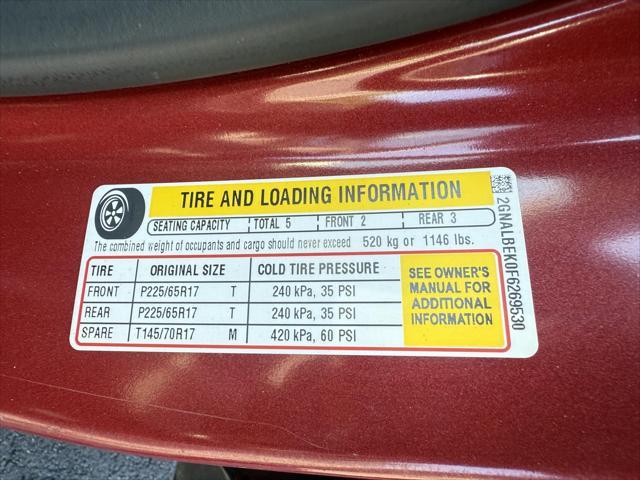 TIRE AND LOADING INFORMATION
SEATING CAPACITY TOTAL 5 FRONT 2 REAR 3
The combined weight of occupants and cargo should never exceed 520 kg or 1146 lbs.
TIRE ORIGINAL SIZE COLD TIRE PRESSURE
FRONT P225/65R17 T 240 kPa, 35 PSI
REAR P225/65R17 T 240 kPa, 35 PSI
SPARE T145/70R17 M 420 kPa, 60 PSI
SEE OWNER'S
MANUAL FOR
ADDITIONAL
INFORMATION
2GNALBEK0F6269530